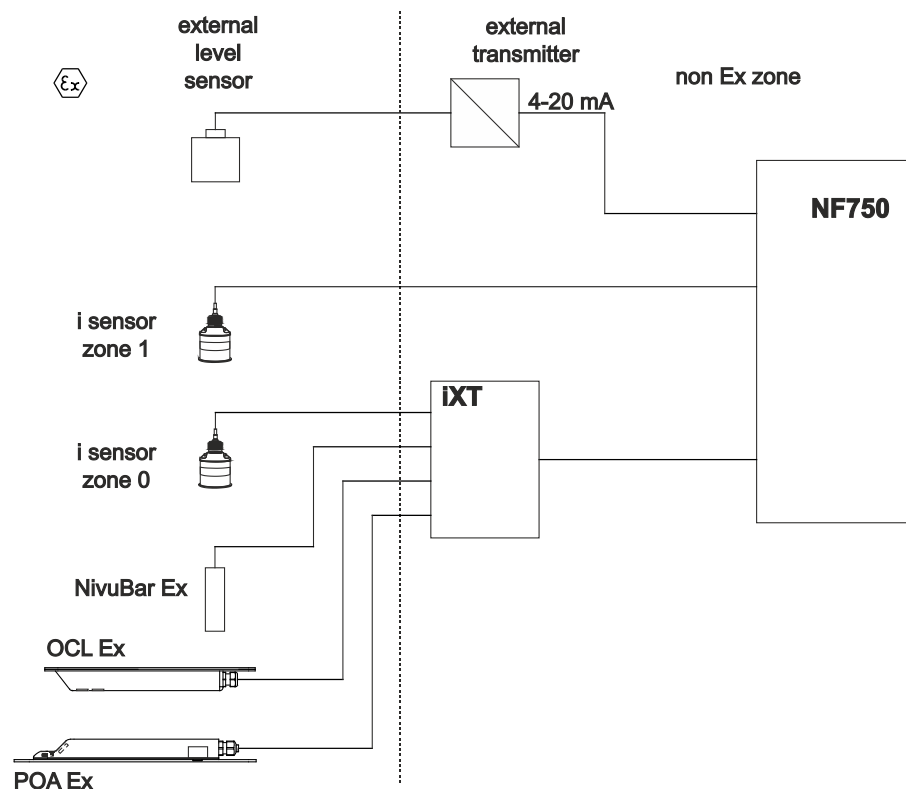 external
level
sensor
external
transmitter
4-20 mA
non Ex zone
Ex
NF750
i sensor
zone 1
iXT
i sensor
zone 0
NivuBar Ex
OCL Ex
POA Ex